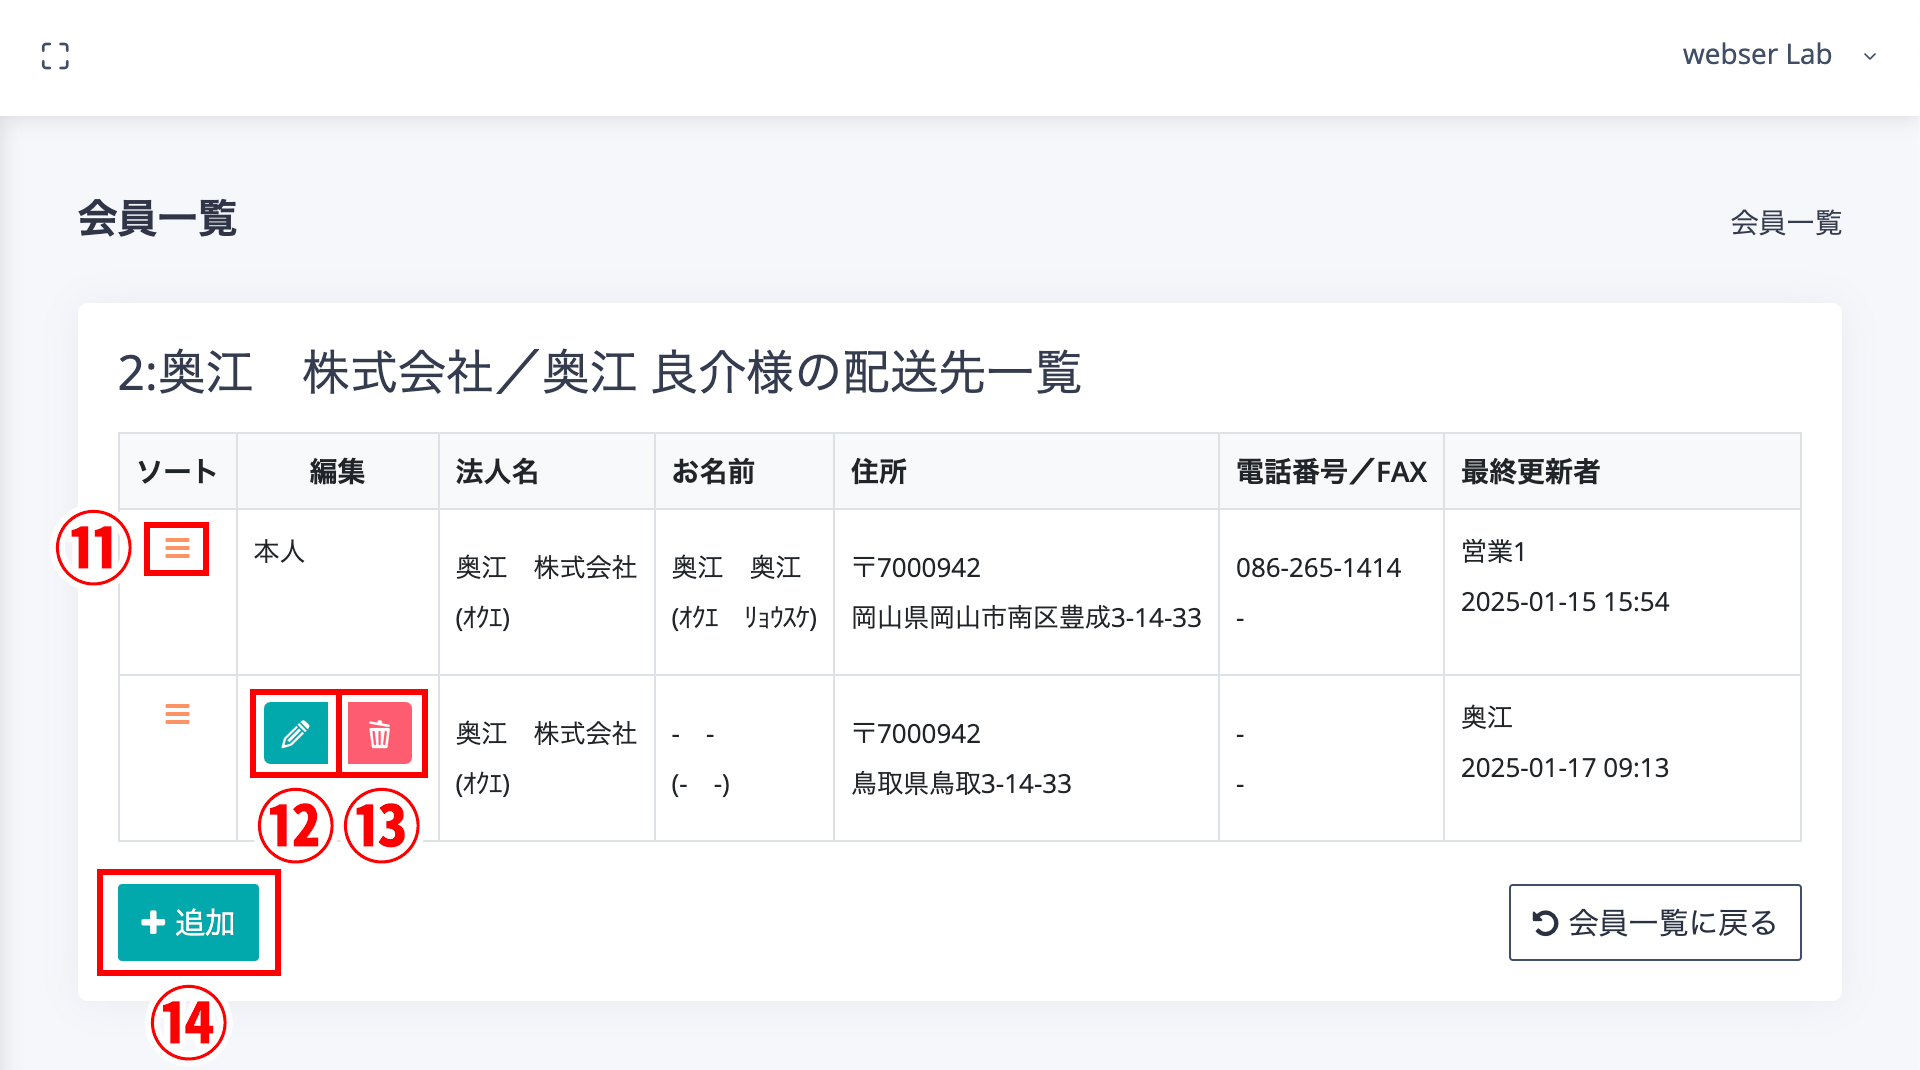 webser Lab
会員一覧
会員一覧
2:奥江　株式会社／奥江 良介様の配送先一覧
ソート 編集 法人名 お名前 住所 電話番号／FAX 最終更新者
⑪
本人
奥江　株式会社
(ｵｸｴ)
奥江　奥江
(ｵｸｴ　ﾘｮｳｽｹ)
〒7000942
岡山県岡山市南区豊成3-14-33
086-265-1414
-
営業1
2025-01-15 15:54
奥江　株式会社
(ｵｸｴ)
-　-
(-　-)
〒7000942
鳥取県鳥取3-14-33
-
-
奥江
2025-01-17 09:13
⑫ ⑬
追加
会員一覧に戻る
⑭